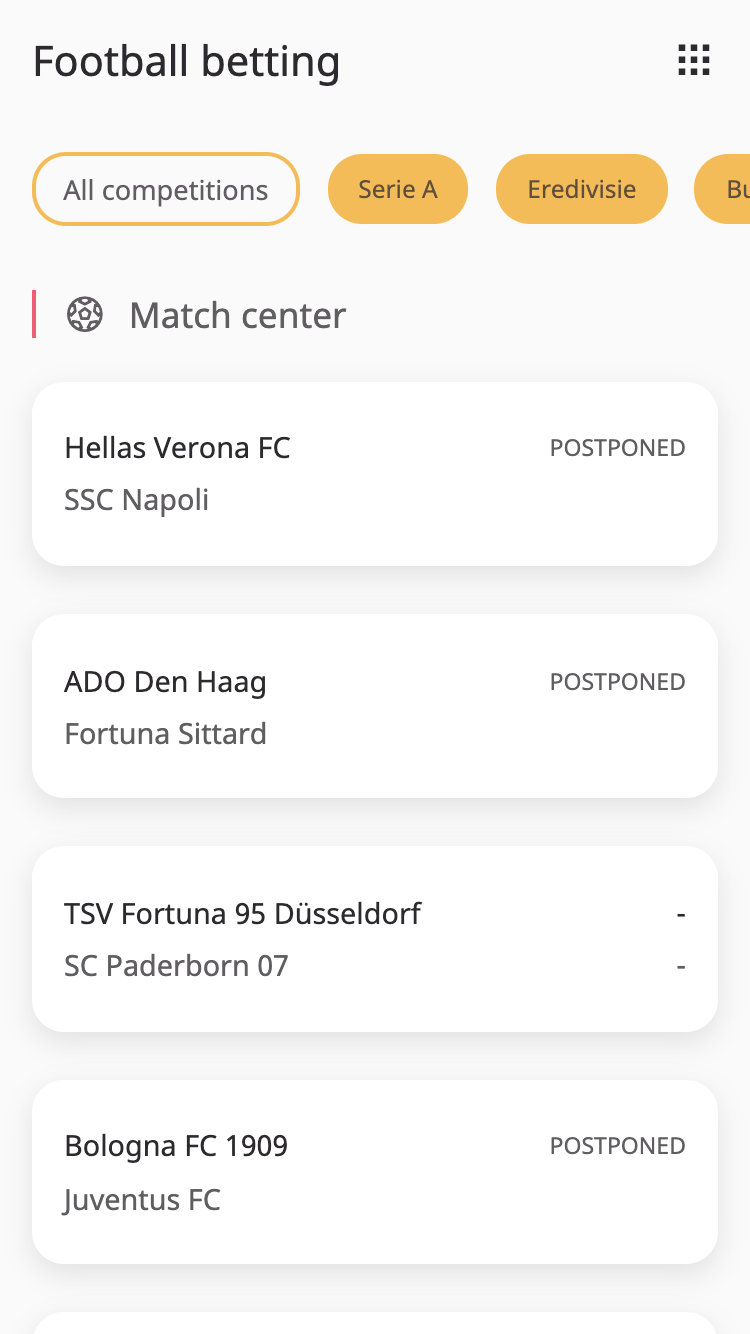 Football betting
All competitions
Serie A
Eredivisie
Match center
Hellas Verona FC
POSTPONED
SSC Napoli
ADO Den Haag
POSTPONED
Fortuna Sittard
TSV Fortuna 95 Düsseldorf
-
SC Paderborn 07
-
Bologna FC 1909
POSTPONED
Juventus FC